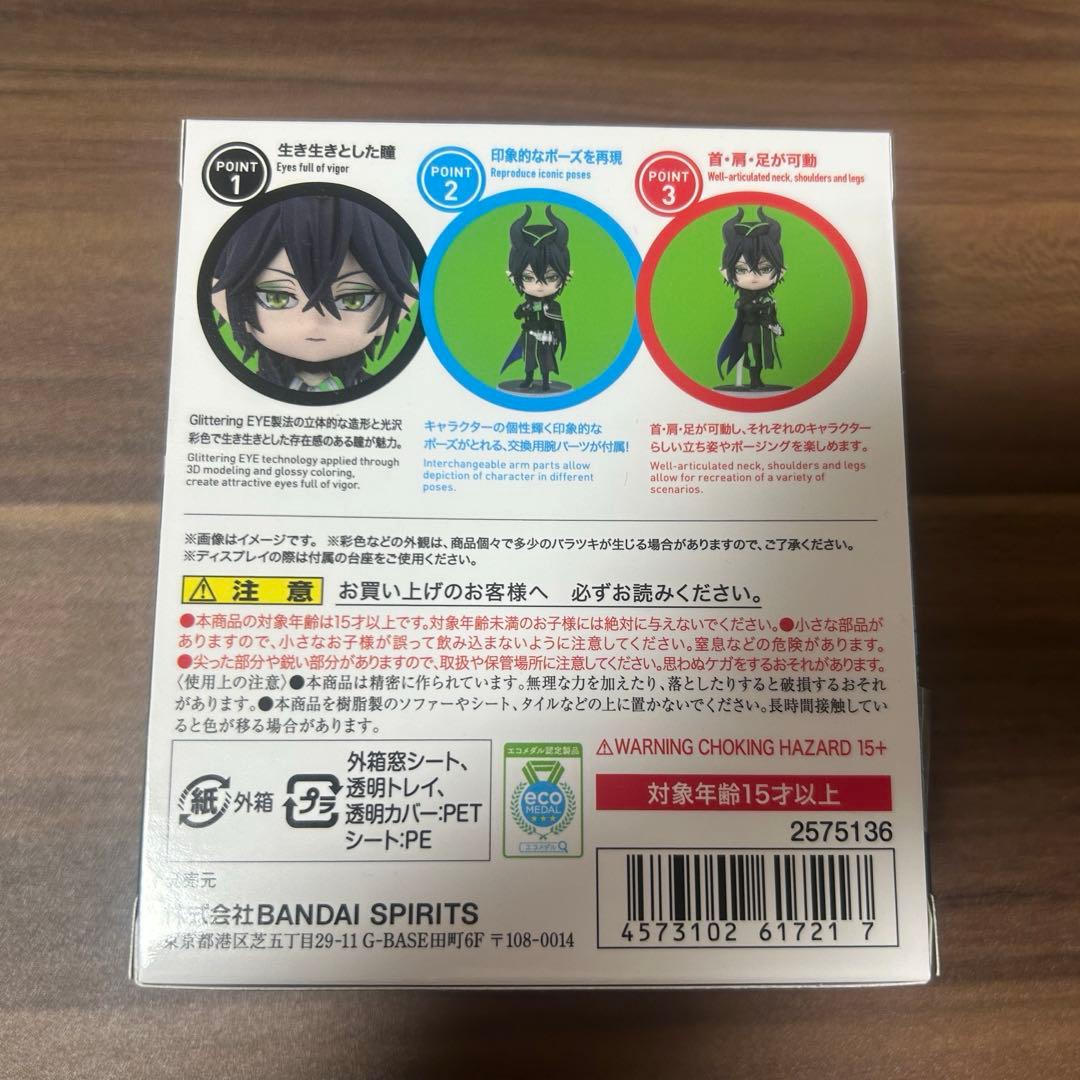 POINT
1
生き生きとした瞳
Eyes full of vigor
POINT
2
印象的なポーズを再現
Reproduce iconic poses
POINT
3
首・肩・足が可動
Well-articulated neck, shoulders and legs
Glittering EYE製法の立体的な造形と光沢
彩色で生き生きとした存在感のある瞳が魅力。
Glittering EYE technology applied through
3D modeling and glossy coloring,
create attractive eyes full of vigor.
キャラクターの個性輝く印象的な
ポーズがとれる、交換用腕パーツが付属!
Interchangeable arm parts allow
depiction of character in different
poses.
首・肩・足が可動し、それぞれのキャラクター
らしい立ち姿やポージングを楽しめます。
Well-articulated neck, shoulders and legs
allow for recreation of a variety of
scenarios.
※画像はイメージです。 ※彩色などの外観は、商品個々で多少のバラツキが生じる場合がありますので、ご了承ください。
※ディスプレイの際は付属の台座をご使用ください。
⚠ 注 意 お買い上げのお客様へ 必ずお読みください。
●本商品の対象年齢は15才以上です。対象年齢未満のお子様には絶対に与えないでください。●小さな部品が
ありますので、小さなお子様が誤って飲み込まないように注意してください。窒息などの危険があります。
●尖った部分や鋭い部分がありますので、取扱や保管場所に注意してください。思わぬケガをするおそれがあります。
〈使用上の注意〉●本商品は精密に作られています。無理な力を加えたり、落としたりすると破損するおそれ
があります。●本商品を樹脂製のソファーやシート、タイルなどの上に置かないでください。長時間接触してい
ると色が移る場合があります。
紙 外箱
プラ
外箱窓シート、
透明トレイ、
透明カバー:PET
シート:PE
エコメダル認定製品
eco
MEDAL
エコメダル
⚠WARNING CHOKING HAZARD 15+
対象年齢15才以上
2575136
4573102 61721 7
発売元
株式会社BANDAI SPIRITS
東京都港区芝五丁目29-11 G-BASE田町6F 〒108-0014